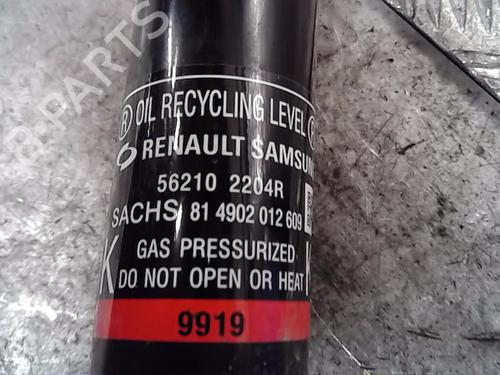 ® OIL RECYCLING LEVEL ®
RENAULT SAMSUN
56210 2204R
SACHS 81 4902 012 609
K GAS PRESSURIZED K
DO NOT OPEN OR HEAT
9919